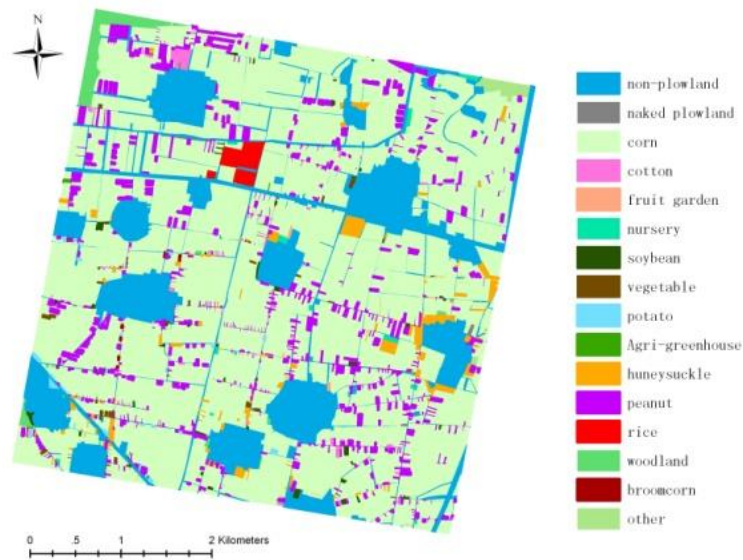 N
non-plowland
naked plowland
corn
cotton
fruit garden
nursery
soybean
vegetable
potato
Agri-greenhouse
huneysuckle
peanut
rice
woodland
broomcorn
other
0 .5 1 2 Kilometers